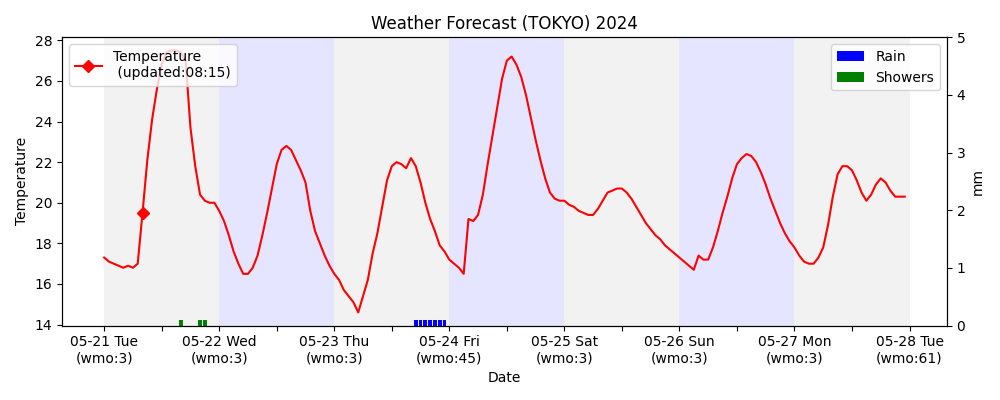 Weather Forecast (TOKYO) 2024
Temperature
(updated:08:15)
Rain
Showers
28
26
24
22
20
18
16
14
Temperature
5
4
3
2
1
0
mm
05-21 Tue
(wmo:3)
05-22 Wed
(wmo:3)
05-23 Thu
(wmo:3)
05-24 Fri
(wmo:45)
05-25 Sat
(wmo:3)
05-26 Sun
(wmo:3)
05-27 Mon
(wmo:3)
05-28 Tue
(wmo:61)
Date